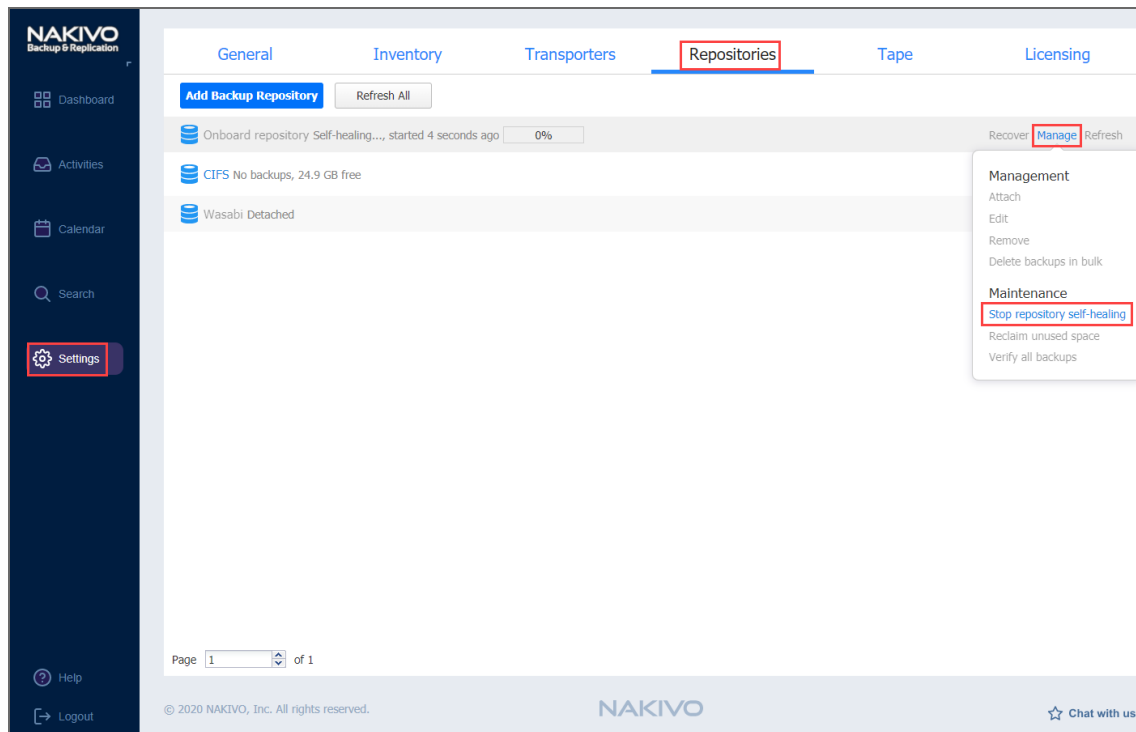 NAKIVO
Backup & Replication
Dashboard
Activities
Calendar
Search
Settings
Help
Logout
General Inventory Transporters Repositories Tape Licensing
Add Backup Repository Refresh All
Onboard repository Self-healing..., started 4 seconds ago 0% Recover Manage Refresh
CIFS No backups, 24.9 GB free
Wasabi Detached
Management
Attach
Edit
Remove
Delete backups in bulk
Maintenance
Stop repository self-healing
Reclaim unused space
Verify all backups
Page 1 of 1
© 2020 NAKIVO, Inc. All rights reserved. NAKIVO Chat with us